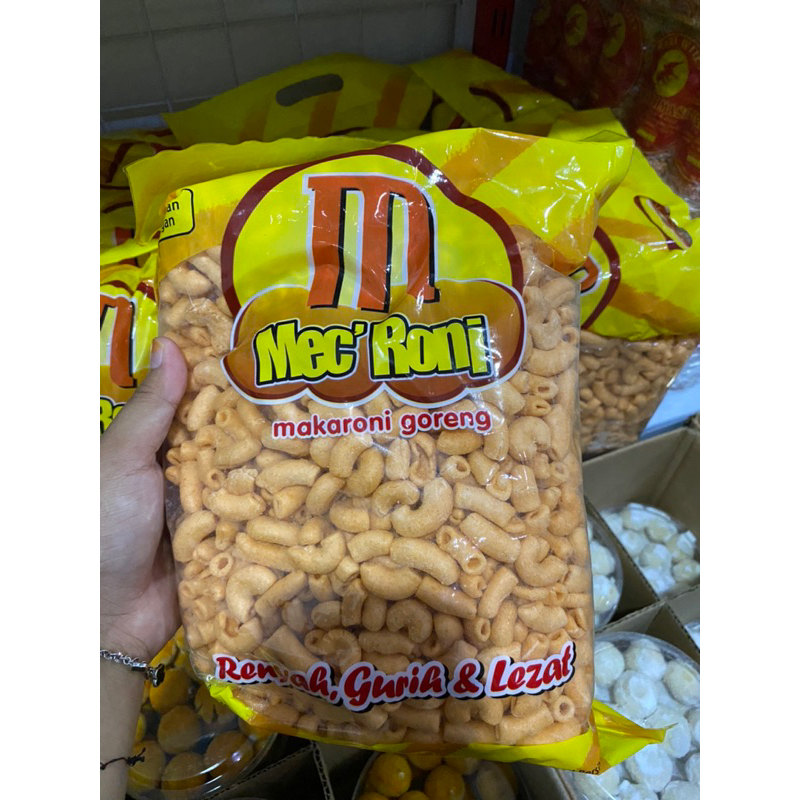 m
Mec' Roni
makaroni goreng
Renyah, Gurih & Lezat